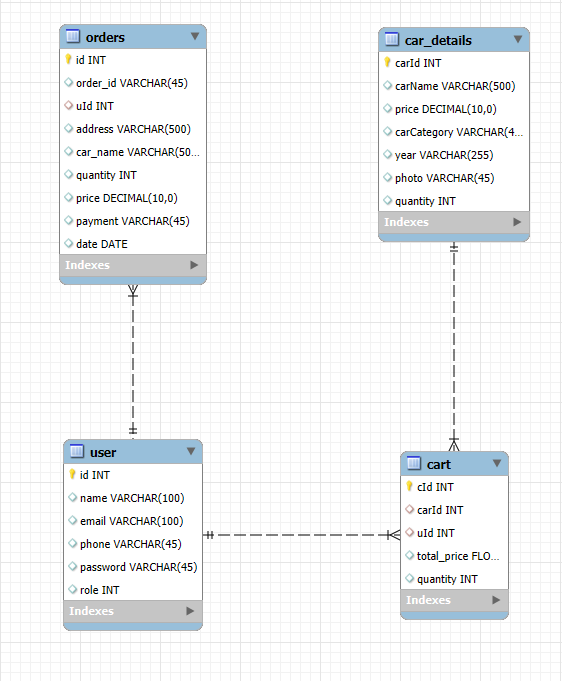 orders
id INT
order_id VARCHAR(45)
uId INT
address VARCHAR(500)
car_name VARCHAR(50...
quantity INT
price DECIMAL(10,0)
payment VARCHAR(45)
date DATE
Indexes
car_details
carId INT
carName VARCHAR(500)
price DECIMAL(10,0)
carCategory VARCHAR(4...
year VARCHAR(255)
photo VARCHAR(45)
quantity INT
Indexes
user
id INT
name VARCHAR(100)
email VARCHAR(100)
phone VARCHAR(45)
password VARCHAR(45)
role INT
Indexes
cart
cId INT
carId INT
uId INT
total_price FLO...
quantity INT
Indexes